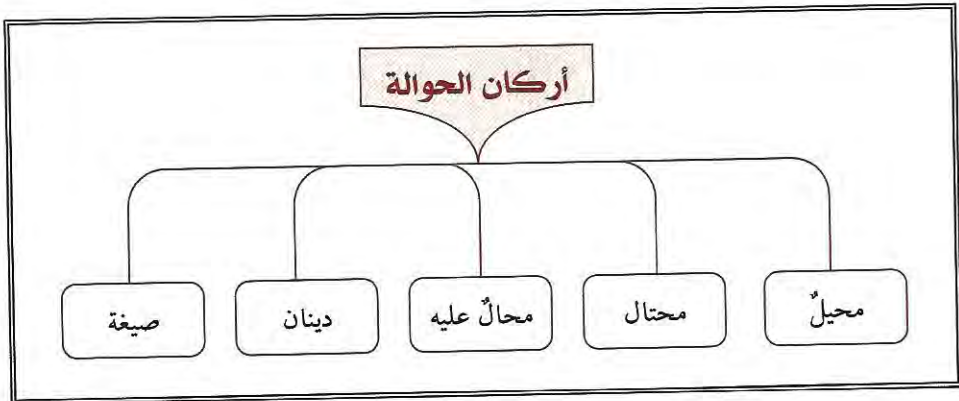 أركان الحوالة
محيلٌ
محتال
محالٌ عليه
دينان
صيغة